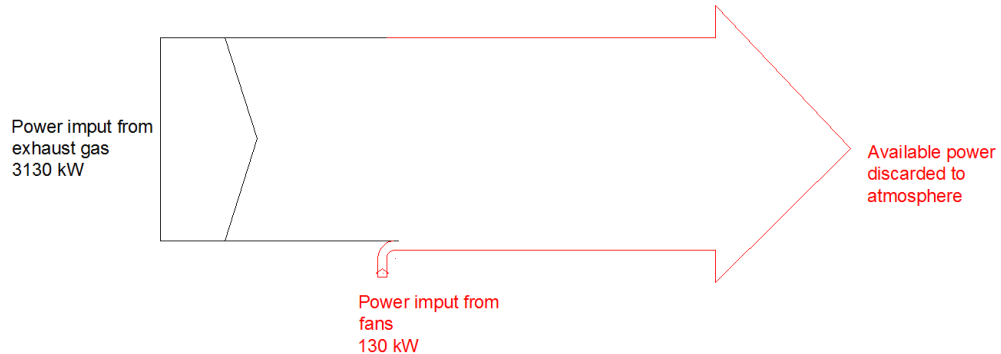 Power imput from
exhaust gas
3130 kW
Available power
discarded to
atmosphere
Power imput from
fans
130 kW